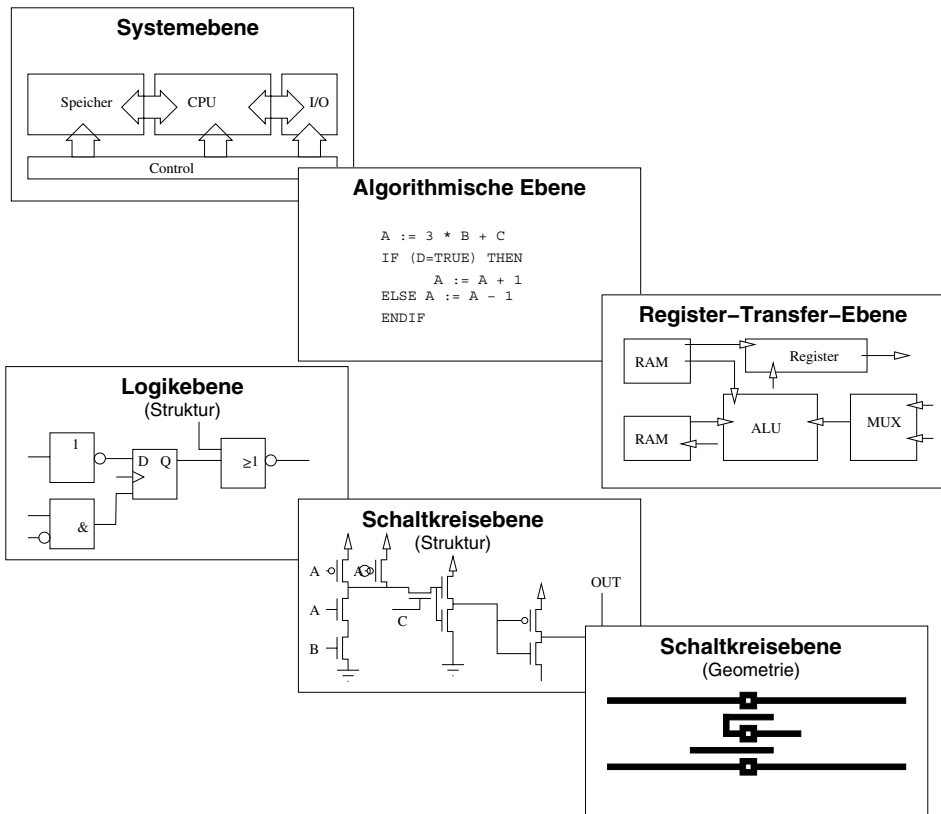 Systemebene
Speicher CPU I/O
Control
Algorithmische Ebene
A := 3 * B + C
IF (D=TRUE) THEN
A := A + 1
ELSE A := A - 1
ENDIF
Register−Transfer−Ebene
RAM Register
RAM ALU MUX
Logikebene
(Struktur)
1
D Q ≥1
&
Schaltkreisebene
(Struktur)
A A
OUT
A
C
B
Schaltkreisebene
(Geometrie)